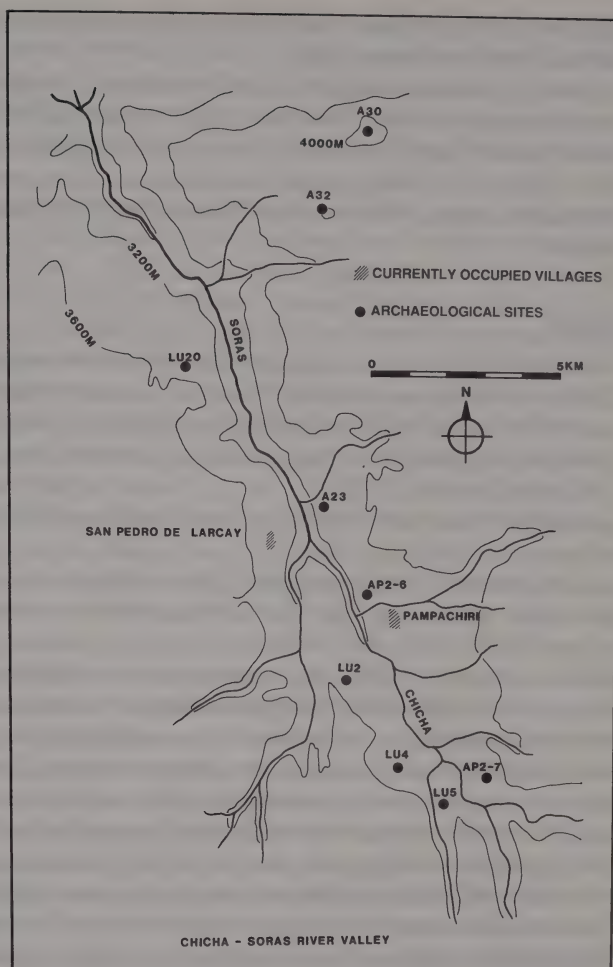 A30
4000M
A32
3200M
CURRENTLY OCCUPIED VILLAGES
ARCHAEOLOGICAL SITES
3600M
SORAS
LU20
0 5KM
N
A23
SAN PEDRO DE LARCAY
AP2-6
PAMPACHIRI
LU2
CHICHA
LU4
AP2-7
LU5
CHICHA - SORAS RIVER VALLEY